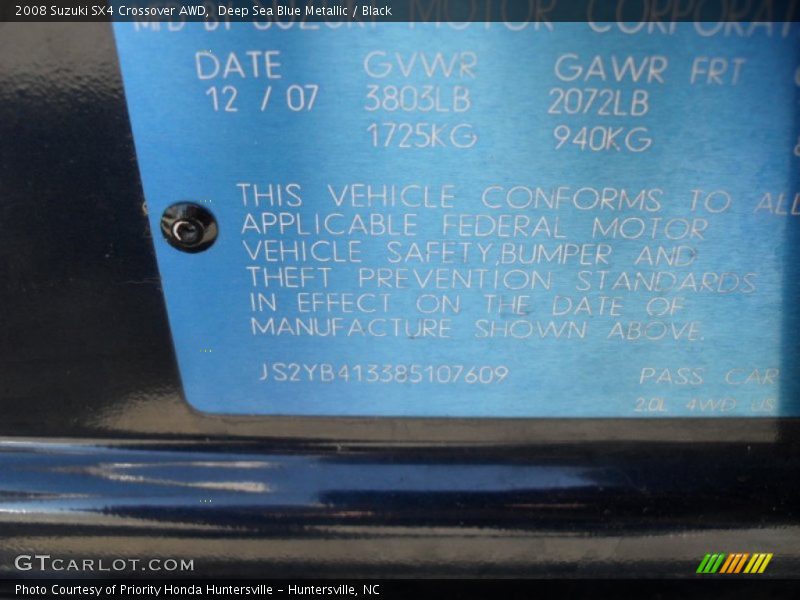 2008 Suzuki SX4 Crossover AWD,  Deep Sea Blue Metallic / Black
MOTOR CORPORAT
DATE GVWR GAWR FRT
12 / 07 3803LB 2072LB
1725KG 940KG
THIS VEHICLE CONFORMS TO ALL
APPLICABLE FEDERAL MOTOR
VEHICLE SAFETY,BUMPER AND
THEFT PREVENTION STANDARDS
IN EFFECT ON THE DATE OF
MANUFACTURE SHOWN ABOVE.
JS2YB413385107609 PASS CAR
2.0L 4WD US
GTCARLOT.COM
Photo Courtesy of Priority Honda Huntersville – Huntersville, NC